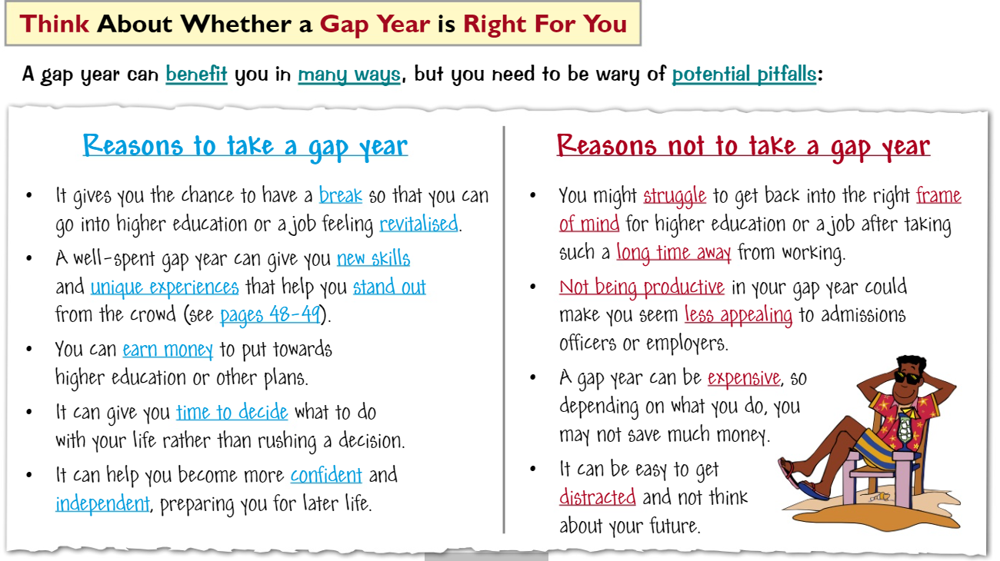 Think About Whether a Gap Year is Right For You
A gap year can benefit you in many ways, but you need to be wary of potential pitfalls:
Reasons to take a gap year
• It gives you the chance to have a break so that you can
go into higher education or a job feeling revitalised.
• A well-spent gap year can give you new skills
and unique experiences that help you stand out
from the crowd (see pages 48-49).
• You can earn money to put towards
higher education or other plans.
• It can give you time to decide what to do
with your life rather than rushing a decision.
• It can help you become more confident and
independent, preparing you for later life.
Reasons not to take a gap year
• You might struggle to get back into the right frame
of mind for higher education or a job after taking
such a long time away from working.
• Not being productive in your gap year could
make you seem less appealing to admissions
officers or employers.
• A gap year can be expensive, so
depending on what you do, you
may not save much money.
• It can be easy to get
distracted and not think
about your future.